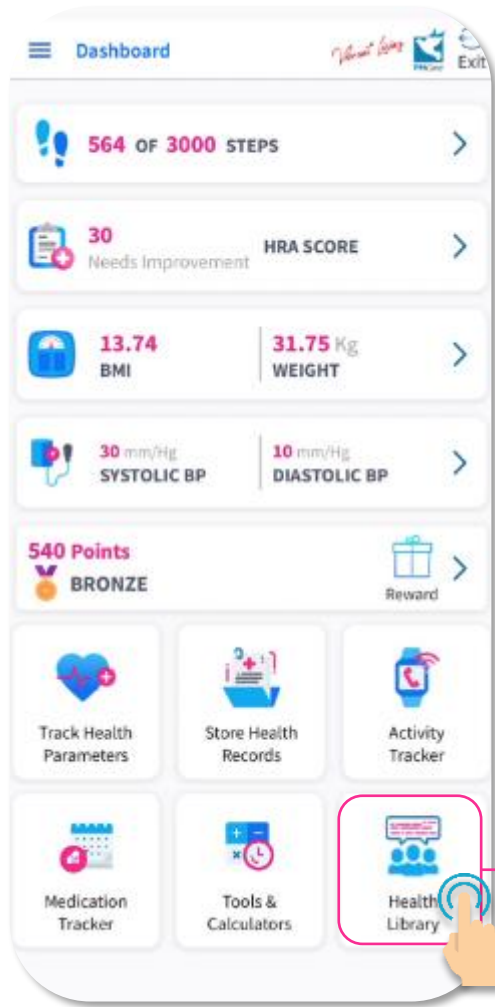 Dashboard
Exit
564 OF 3000 STEPS
30
Needs Improvement
HRA SCORE
13.74
BMI
31.75 Kg
WEIGHT
30 mm/Hg
SYSTOLIC BP
10 mm/Hg
DIASTOLIC BP
540 Points
BRONZE
Reward
Track Health
Parameters
Store Health
Records
Activity
Tracker
Medication
Tracker
Tools &
Calculators
Health
Library